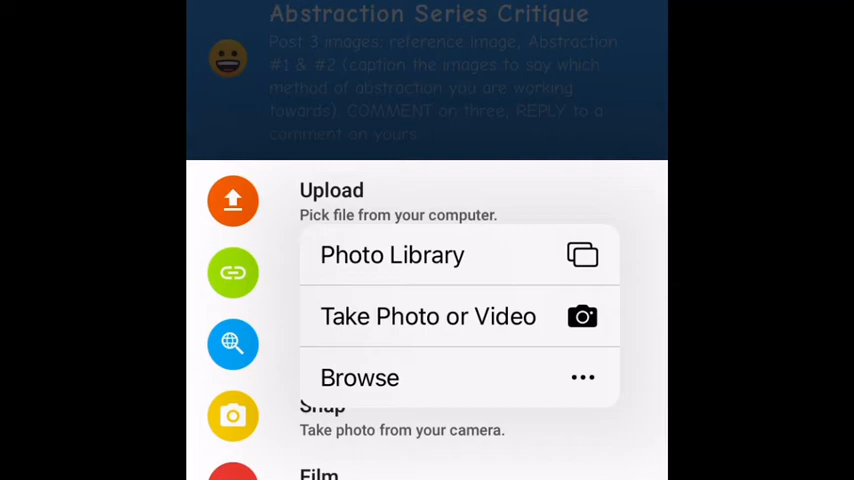 Abstraction Series Critique
Post 3 images: reference image, Abstraction
#1 & #2 (caption the images to say which
method of abstraction you are working
towards). COMMENT on three, REPLY to a
comment on yours.
Upload
Pick file from your computer.
Photo Library
Take Photo or Video
Browse
Snap
Take photo from your camera.
Film